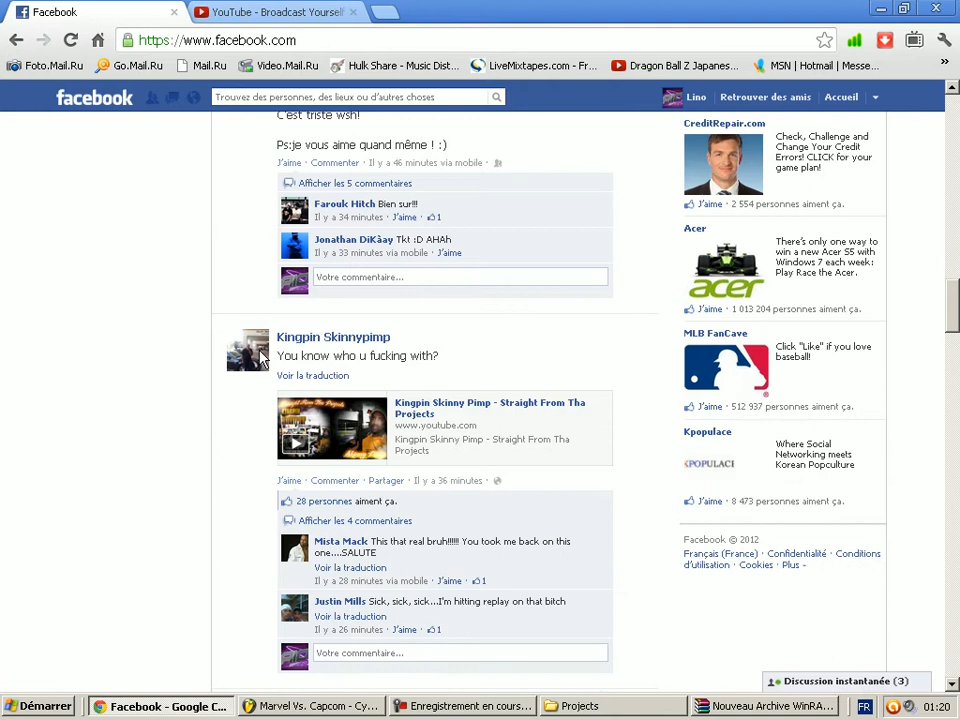 Facebook
YouTube - Broadcast Yourself
https://www.facebook.com
Foto.Mail.Ru
Go.Mail.Ru
Mail.Ru
Video.Mail.Ru
Hulk Share - Music Dist...
LiveMixtapes.com - Fr...
Dragon Ball Z Japanes...
MSN | Hotmail | Messe...
»
facebook
Trouvez des personnes, des lieux ou d'autres choses
Lino
Retrouver des amis
Accueil
C'est triste wsh!
Ps:je vous aime quand même ! :)
J'aime · Commenter · Il y a 46 minutes via mobile ·
Afficher les 5 commentaires
Farouk Hitch Bien sur!!!
Il y a 34 minutes · J'aime · 1
Jonathan DiKâay Tkt :D AHAh
Il y a 33 minutes via mobile · J'aime
Votre commentaire...
Kingpin Skinnypimp
You know who u fucking with?
Voir la traduction
Kingpin Skinny Pimp - Straight From Tha
Projects
www.youtube.com
Kingpin Skinny Pimp - Straight From Tha
Projects
J'aime · Commenter · Partager · Il y a 36 minutes ·
28 personnes aiment ça.
Afficher les 4 commentaires
Mista Mack This that real bruh!!!!! You took me back on this
one....SALUTE
Voir la traduction
Il y a 28 minutes via mobile · J'aime · 1
Justin Mills Sick, sick, sick...I'm hitting replay on that bitch
Voir la traduction
Il y a 26 minutes · J'aime · 1
Votre commentaire...
CreditRepair.com
Check, Challenge and
Change Your Credit
Errors! CLICK for your
game plan!
J'aime · 2 554 personnes aiment ça.
Acer
There's only one way to
win a new Acer S5 with
Windows 7 each week:
Play Race the Acer.
acer
J'aime · 1 013 204 personnes aiment ça.
MLB FanCave
Click "Like" if you love
baseball!
J'aime · 512 937 personnes aiment ça.
Kpopulace
Where Social
Networking meets
Korean Popculture
KPOPULACE
J'aime · 8 473 personnes aiment ça.
Facebook © 2012
Français (France) · Confidentialité · Conditions
d'utilisation · Cookies · Plus
Discussion instantanée (3)
Démarrer
Facebook - Google C...
Marvel Vs. Capcom - Cy...
Enregistrement en cours...
Projects
Nouveau Archive WinRA...
FR
01:20